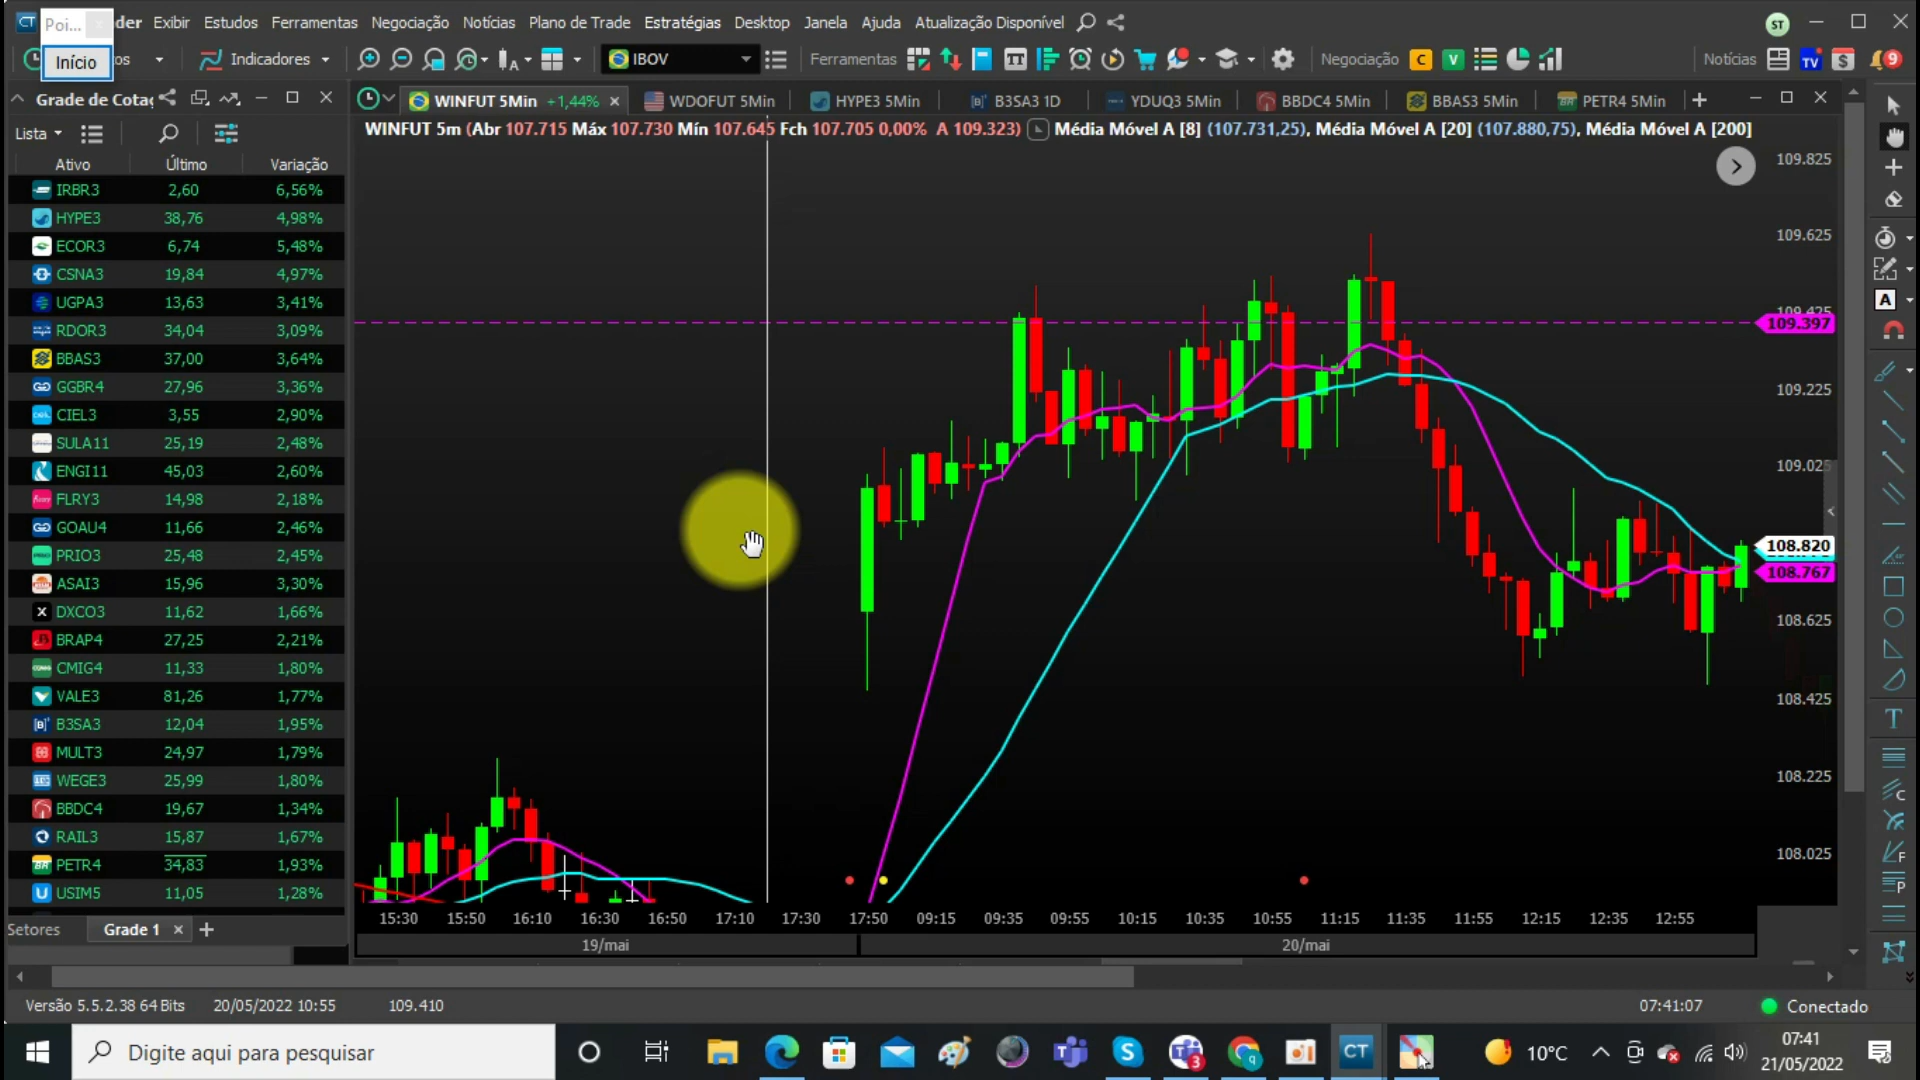 Poi... der Exibir Estudos Ferramentas Negociação Notícias Plano de Trade Estratégias Desktop Janela Ajuda Atualização Disponível ST
Início os Indicadores IBOV Ferramentas Negociação C V Notícias TV $ 9
Grade de Cota WINFUT 5Min +1,44% WDOFUT 5Min HYPE3 5Min B3SA3 1D YDUQ3 5Min BBDC4 5Min BBAS3 5Min PETR4 5Min
WINFUT 5m (Abr 107.715 Máx 107.730 Mín 107.645 Fch 107.705 0,00% A 109.323) Média Móvel A [8] (107.731,25), Média Móvel A [20] (107.880,75), Média Móvel A [200]
Lista
Ativo Último Variação
IRBR3 2,60 6,56%
HYPE3 38,76 4,98%
ECOR3 6,74 5,48%
CSNA3 19,84 4,97%
UGPA3 13,63 3,41%
RDOR3 34,04 3,09%
BBAS3 37,00 3,64%
GGBR4 27,96 3,36%
CIEL3 3,55 2,90%
SULA11 25,19 2,48%
ENGI11 45,03 2,60%
FLRY3 14,98 2,18%
GOAU4 11,66 2,46%
PRIO3 25,48 2,45%
ASAI3 15,96 3,30%
DXCO3 11,62 1,66%
BRAP4 27,25 2,21%
CMIG4 11,33 1,80%
VALE3 81,26 1,77%
B3SA3 12,04 1,95%
MULT3 24,97 1,79%
WEGE3 25,99 1,80%
BBDC4 19,67 1,34%
RAIL3 15,87 1,67%
PETR4 34,83 1,93%
USIM5 11,05 1,28%
109.825
109.625
109.425
109.397
109.225
109.025
108.820
108.767
108.625
108.425
108.225
108.025
15:30 15:50 16:10 16:30 16:50 17:10 17:30 17:50 09:15 09:35 09:55 10:15 10:35 10:55 11:15 11:35 11:55 12:15 12:35 12:55
19/mai 20/mai
Setores Grade 1
Versão 5.5.2.38 64 Bits 20/05/2022 10:55 109.410 07:41:07 Conectado
Digite aqui para pesquisar 3 CT 10°C 07:41
21/05/2022